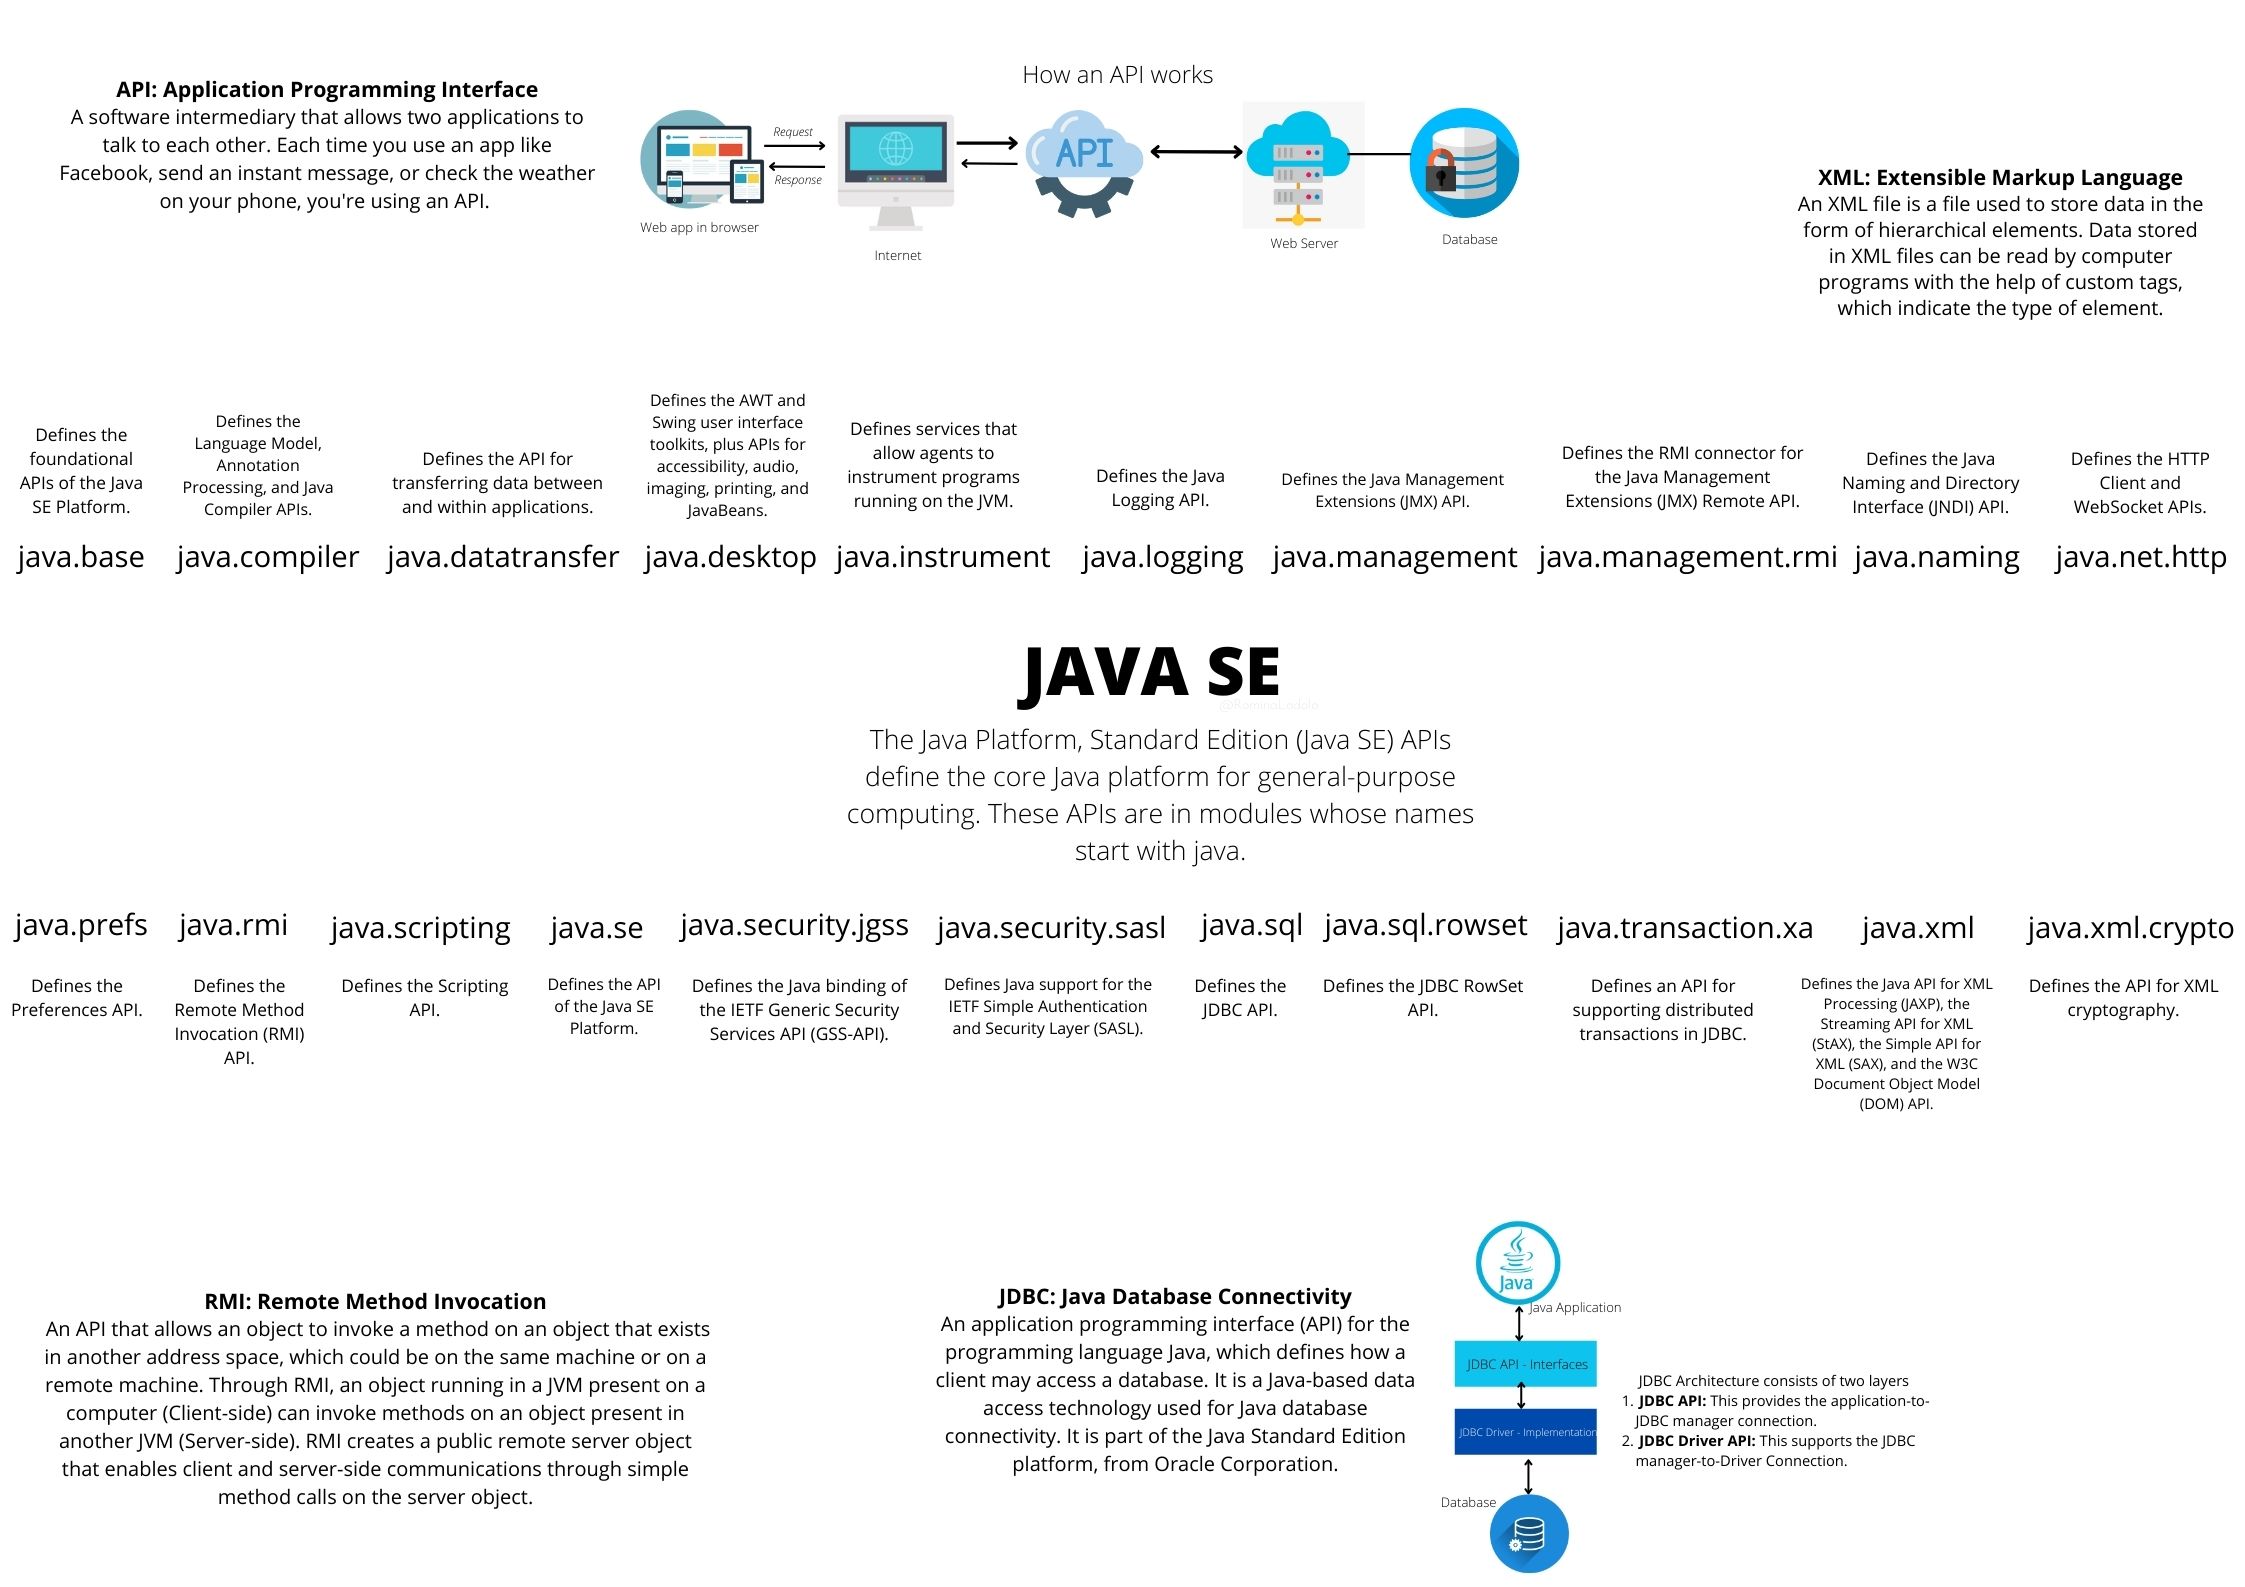 How an API works
API: Application Programming Interface
A software intermediary that allows two applications to
talk to each other. Each time you use an app like
Facebook, send an instant message, or check the weather
on your phone, you're using an API.
Request
Response
API
Web app in browser
Internet
Web Server
Database
XML: Extensible Markup Language
An XML file is a file used to store data in the
form of hierarchical elements. Data stored
in XML files can be read by computer
programs with the help of custom tags,
which indicate the type of element.
Defines the
foundational
APIs of the Java
SE Platform.
java.base
Defines the
Language Model,
Annotation
Processing, and Java
Compiler APIs.
java.compiler
Defines the API for
transferring data between
and within applications.
java.datatransfer
Defines the AWT and
Swing user interface
toolkits, plus APIs for
accessibility, audio,
imaging, printing, and
JavaBeans.
java.desktop
Defines services that
allow agents to
instrument programs
running on the JVM.
java.instrument
Defines the Java
Logging API.
java.logging
Defines the Java Management
Extensions (JMX) API.
java.management
Defines the RMI connector for
the Java Management
Extensions (JMX) Remote API.
java.management.rmi
Defines the Java
Naming and Directory
Interface (JNDI) API.
java.naming
Defines the HTTP
Client and
WebSocket APIs.
java.net.http
JAVA SE
@RominaLodolo
The Java Platform, Standard Edition (Java SE) APIs
define the core Java platform for general-purpose
computing. These APIs are in modules whose names
start with java.
java.prefs
Defines the
Preferences API.
java.rmi
Defines the
Remote Method
Invocation (RMI)
API.
java.scripting
Defines the Scripting
API.
java.se
Defines the API
of the Java SE
Platform.
java.security.jgss
Defines the Java binding of
the IETF Generic Security
Services API (GSS-API).
java.security.sasl
Defines Java support for the
IETF Simple Authentication
and Security Layer (SASL).
java.sql
Defines the
JDBC API.
java.sql.rowset
Defines the JDBC RowSet
API.
java.transaction.xa
Defines an API for
supporting distributed
transactions in JDBC.
java.xml
Defines the Java API for XML
Processing (JAXP), the
Streaming API for XML
(StAX), the Simple API for
XML (SAX), and the W3C
Document Object Model
(DOM) API.
java.xml.crypto
Defines the API for XML
cryptography.
RMI: Remote Method Invocation
An API that allows an object to invoke a method on an object that exists
in another address space, which could be on the same machine or on a
remote machine. Through RMI, an object running in a JVM present on a
computer (Client-side) can invoke methods on an object present in
another JVM (Server-side). RMI creates a public remote server object
that enables client and server-side communications through simple
method calls on the server object.
JDBC: Java Database Connectivity
An application programming interface (API) for the
programming language Java, which defines how a
client may access a database. It is a Java-based data
access technology used for Java database
connectivity. It is part of the Java Standard Edition
platform, from Oracle Corporation.
Java
Java Application
JDBC API - Interfaces
JDBC Driver - Implementation
Database
JDBC Architecture consists of two layers
1. JDBC API: This provides the application-to-
JDBC manager connection.
2. JDBC Driver API: This supports the JDBC
manager-to-Driver Connection.